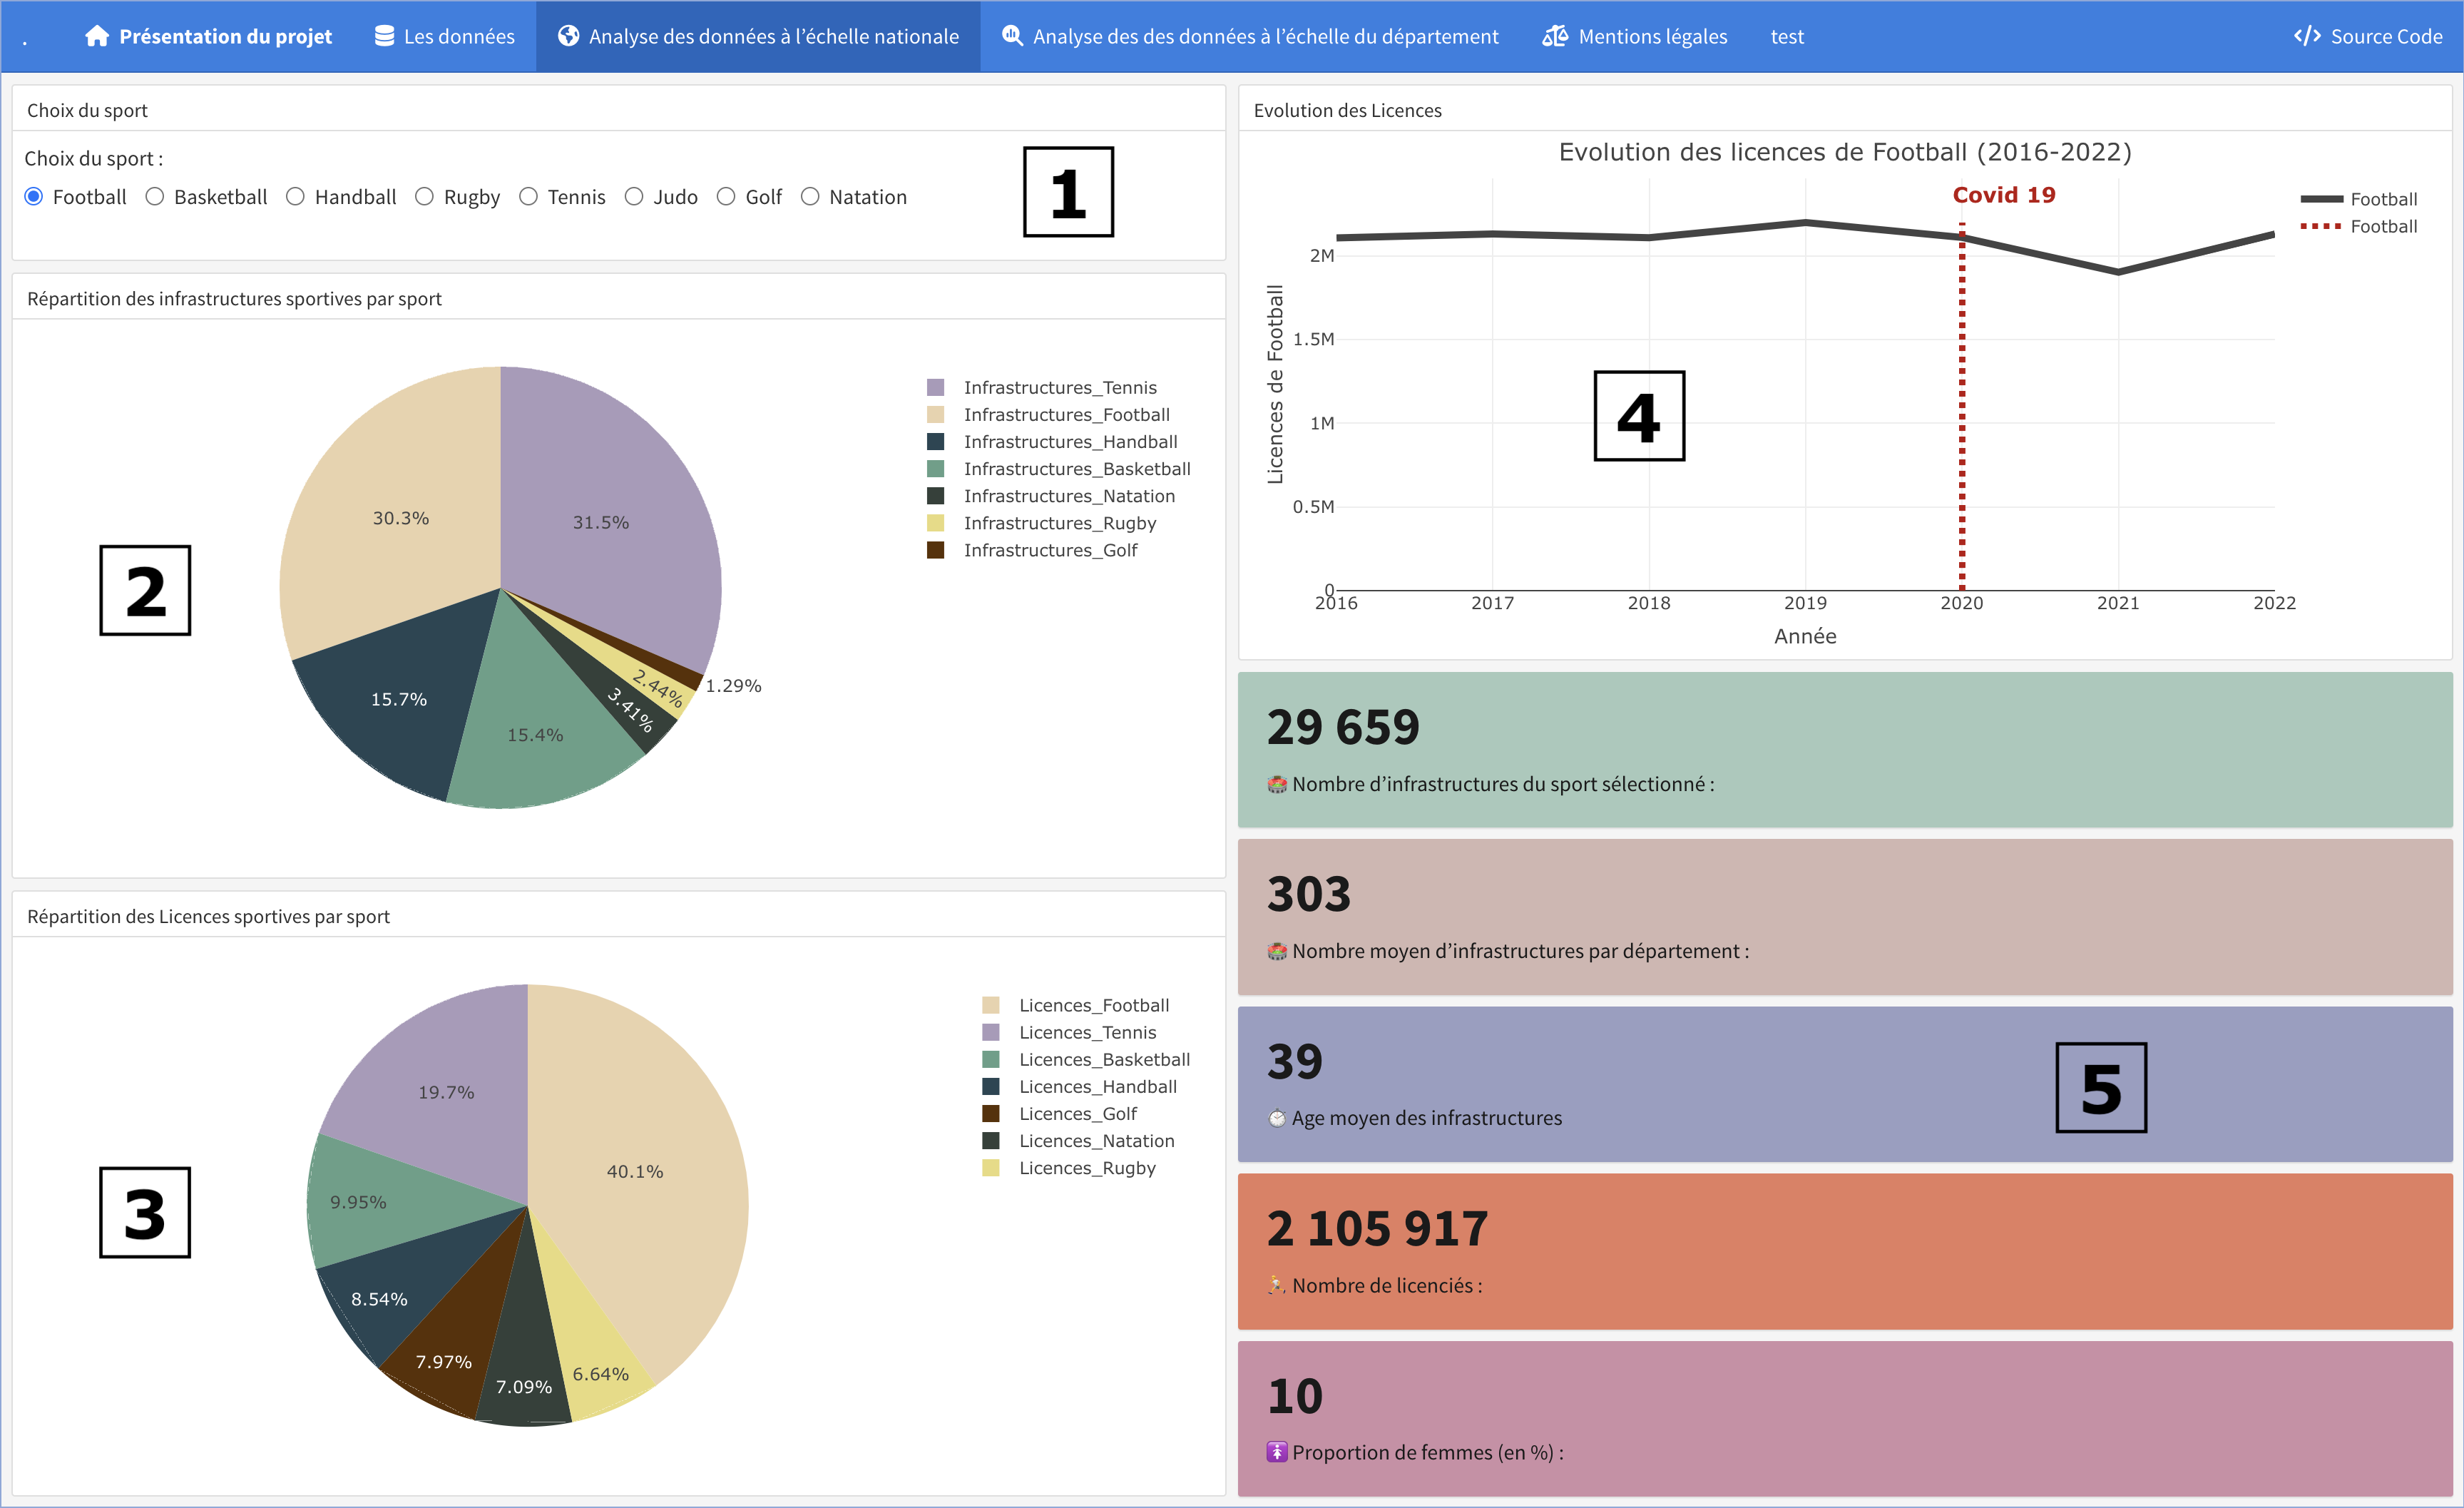 .
Présentation du projet
Les données
Analyse des données à l’échelle nationale
Analyse des des données à l’échelle du département
Mentions légales
test
</> Source Code
Choix du sport
Choix du sport :
Football
Basketball
Handball
Rugby
Tennis
Judo
Golf
Natation
1
Répartition des infrastructures sportives par sport
31.5%
30.3%
15.7%
15.4%
3.41%
2.44%
1.29%
Infrastructures_Tennis
Infrastructures_Football
Infrastructures_Handball
Infrastructures_Basketball
Infrastructures_Natation
Infrastructures_Rugby
Infrastructures_Golf
2
Répartition des Licences sportives par sport
40.1%
19.7%
9.95%
8.54%
7.97%
7.09%
6.64%
Licences_Football
Licences_Tennis
Licences_Basketball
Licences_Handball
Licences_Golf
Licences_Natation
Licences_Rugby
3
Evolution des Licences
Evolution des licences de Football (2016-2022)
Covid 19
Football
Football
Licences de Football
2M
1.5M
1M
0.5M
0
2016
2017
2018
2019
2020
2021
2022
Année
4
29 659
Nombre d’infrastructures du sport sélectionné :
303
Nombre moyen d’infrastructures par département :
39
Age moyen des infrastructures
5
2 105 917
Nombre de licenciés :
10
Proportion de femmes (en %) :